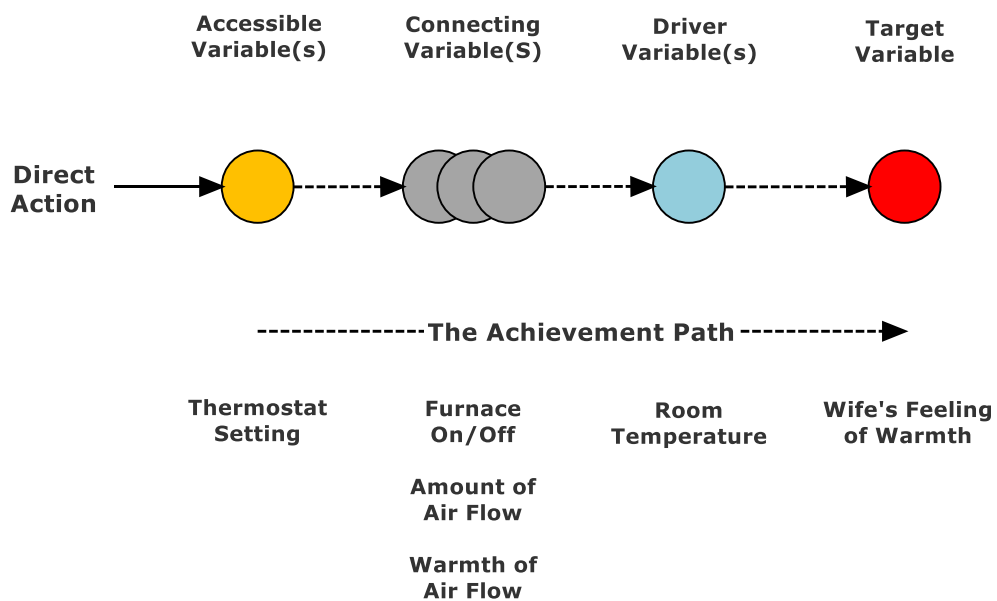 Accessible
Variable(s)
Connecting
Variable(S)
Driver
Variable(s)
Target
Variable
Direct
Action
The Achievement Path
Thermostat
Setting
Furnace
On/Off
Amount of
Air Flow
Warmth of
Air Flow
Room
Temperature
Wife's Feeling
of Warmth